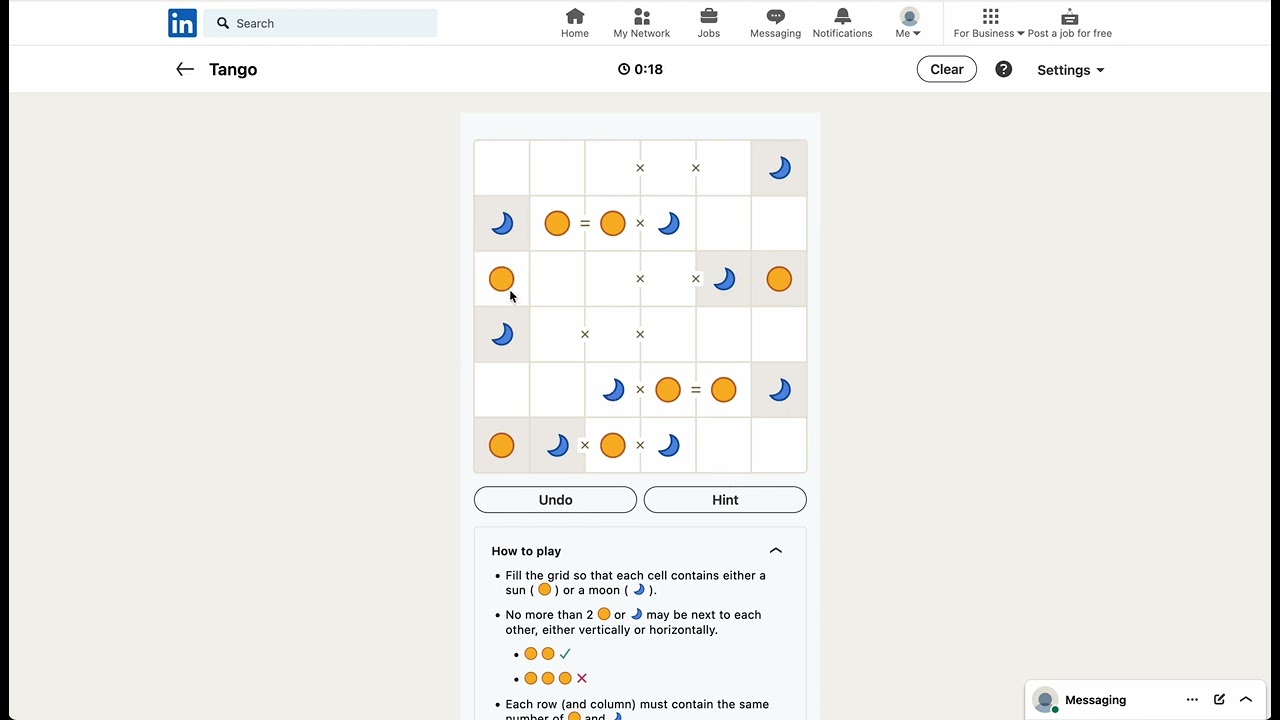 in
Search
Home
My Network
Jobs
Messaging
Notifications
Me
For Business
Post a job for free
Tango
0:18
Clear
?
Settings
× ×
= ×
× ×
× ×
× =
× ×
Undo
Hint
How to play
• Fill the grid so that each cell contains either a
sun ( ) or a moon ( ).
• No more than 2 or may be next to each
other, either vertically or horizontally.
• Each row (and column) must contain the same
number of and
Messaging